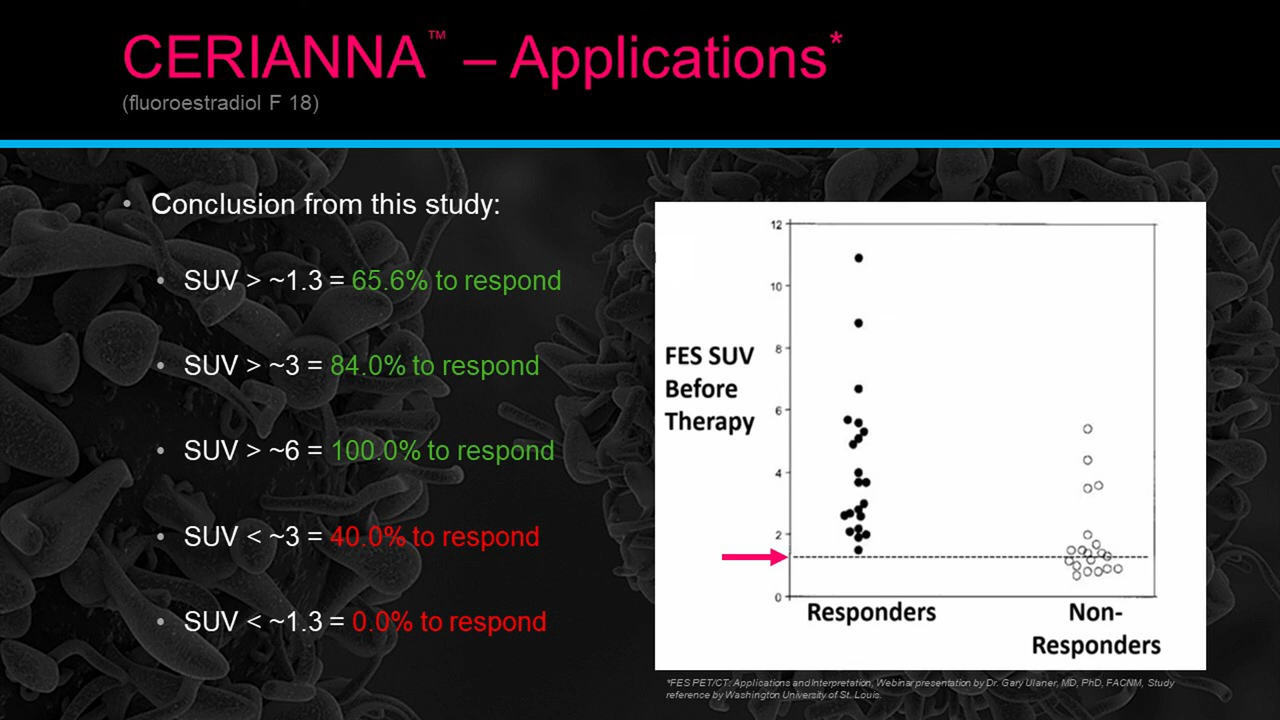 CERIANNA™ – Applications*
(fluoroestradiol F 18)
• Conclusion from this study:
• SUV > ~1.3 = 65.6% to respond
• SUV > ~3 = 84.0% to respond
• SUV > ~6 = 100.0% to respond
• SUV < ~3 = 40.0% to respond
• SUV < ~1.3 = 0.0% to respond
FES SUV
Before
Therapy
12
10
8
6
4
2
0
Responders
Non-
Responders
*FES PET/CT: Applications and Interpretation, Webinar presentation by Dr. Gary Ulaner, MD, PhD, FACNM, Study
reference by Washington University of St. Louis.